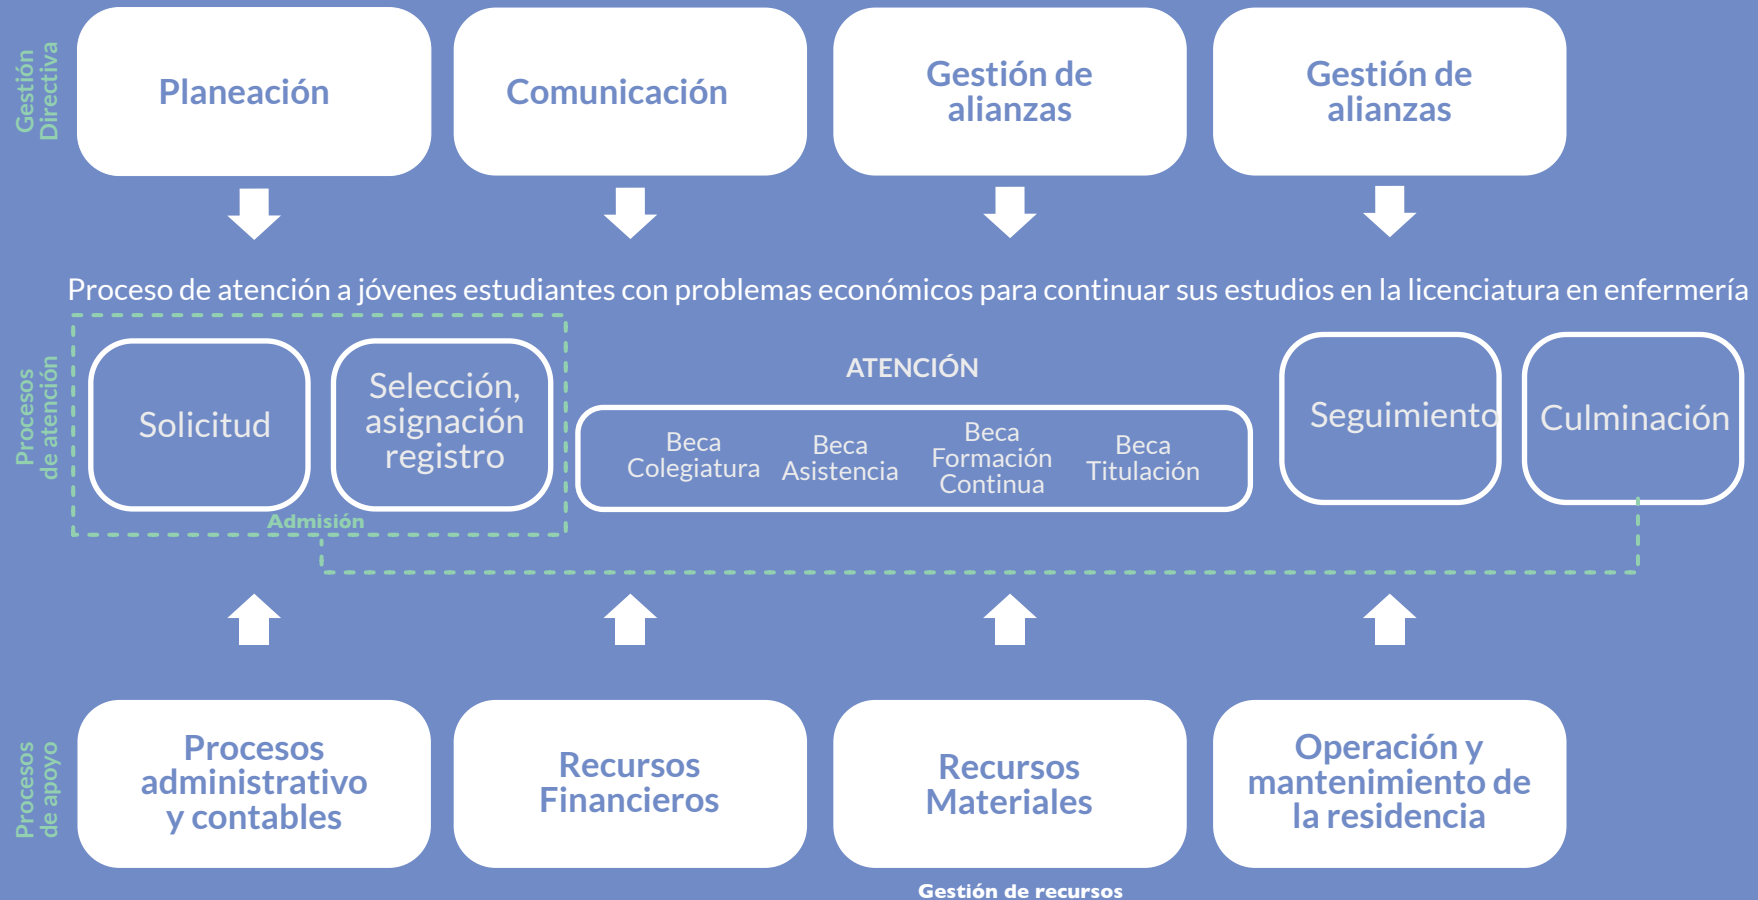 Gestión
Directiva
Planeación
Comunicación
Gestión de
alianzas
Gestión de
alianzas
Proceso de atención a jóvenes estudiantes con problemas económicos para continuar sus estudios en la licenciatura en enfermería
Procesos
de atención
Solicitud
Selección,
asignación
registro
Admisión
ATENCIÓN
Beca
Colegiatura
Beca
Asistencia
Beca
Formación
Continua
Beca
Titulación
Seguimiento
Culminación
Procesos
de apoyo
Procesos
administrativo
y contables
Recursos
Financieros
Recursos
Materiales
Operación y
mantenimiento de
la residencia
Gestión de recursos